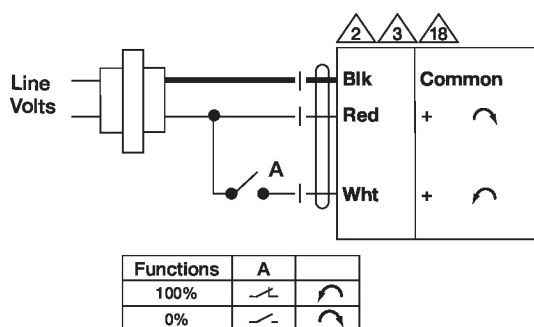 2 3 18
Line
Volts
Blk Common
Red +
A
Wht +
Functions A
100%
0%